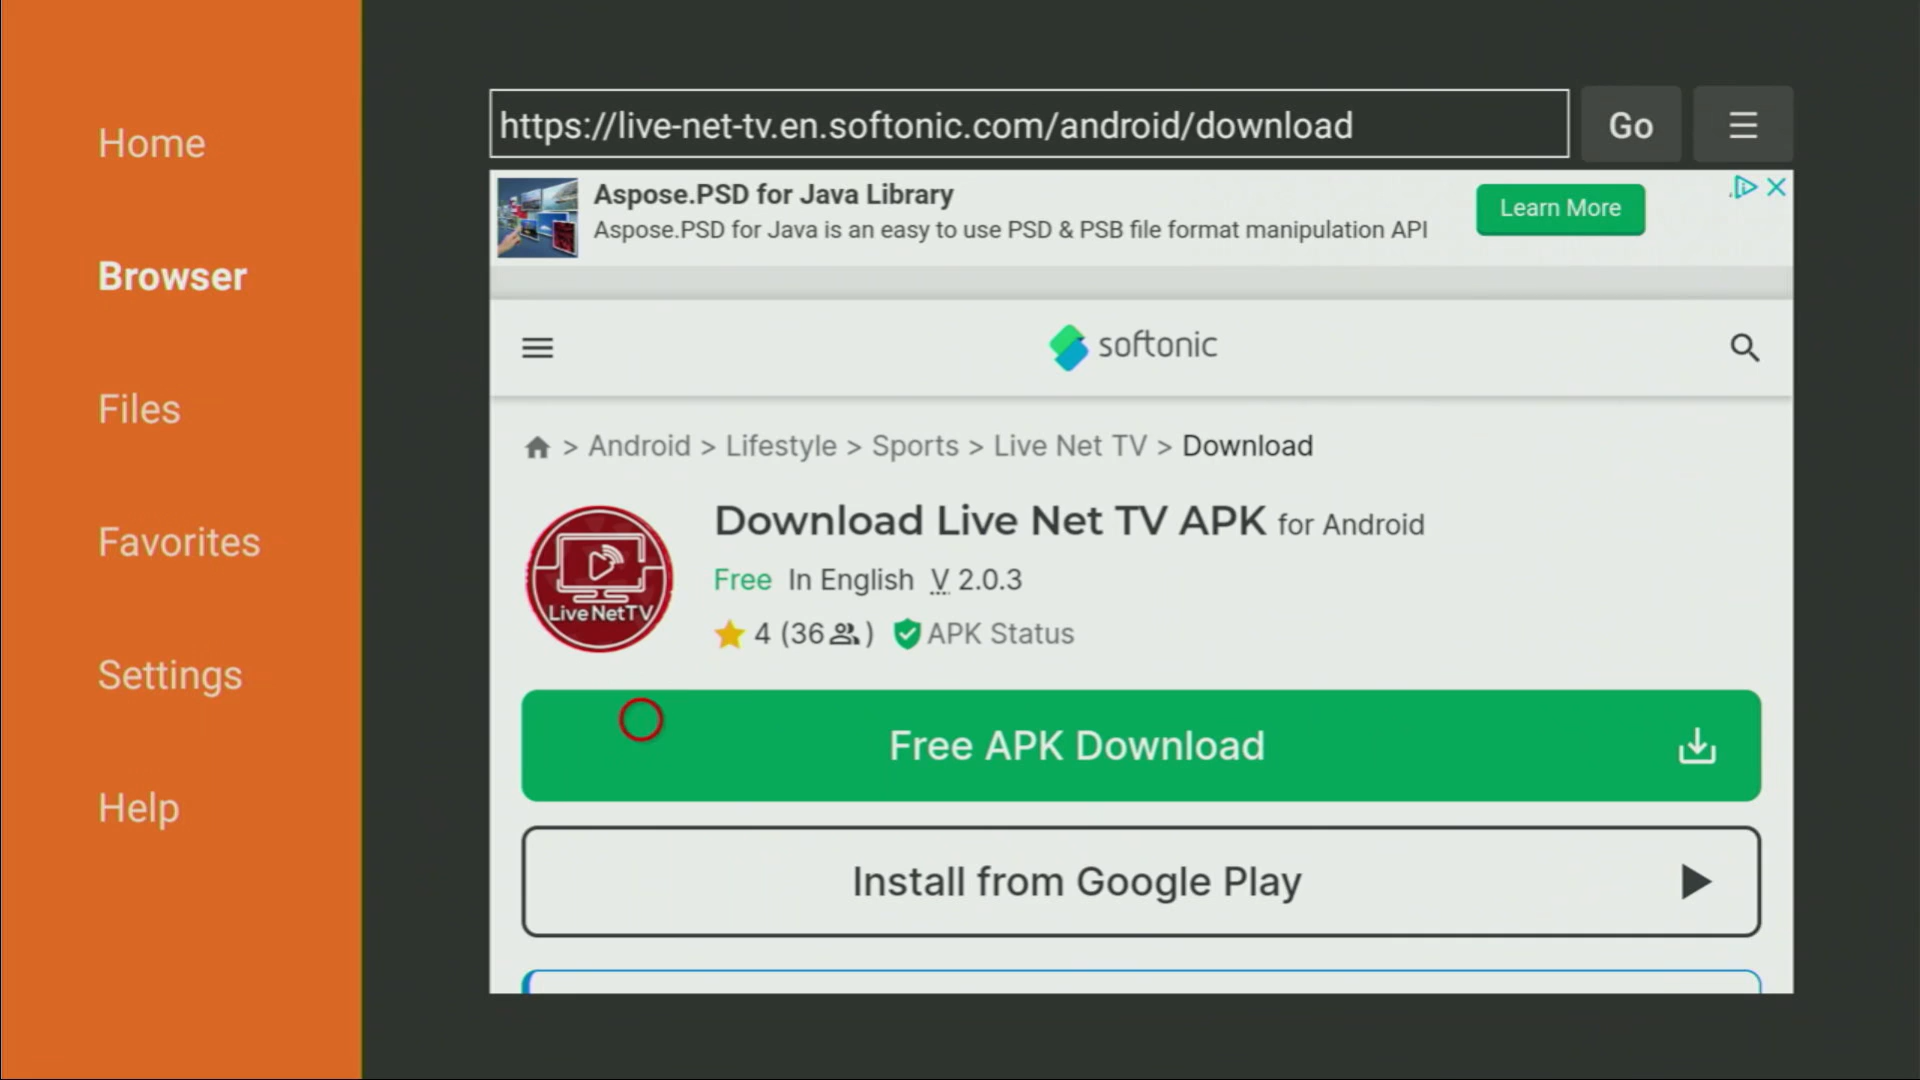 Home
Browser
Files
Favorites
Settings
Help
https://live-net-tv.en.softonic.com/android/download
Go
Aspose.PSD for Java Library
Aspose.PSD for Java is an easy to use PSD & PSB file format manipulation API
Learn More
softonic
> Android > Lifestyle > Sports > Live Net TV > Download
Live NetTV
Download Live Net TV APK for Android
Free In English V 2.0.3
4 (36)
APK Status
Free APK Download
Install from Google Play